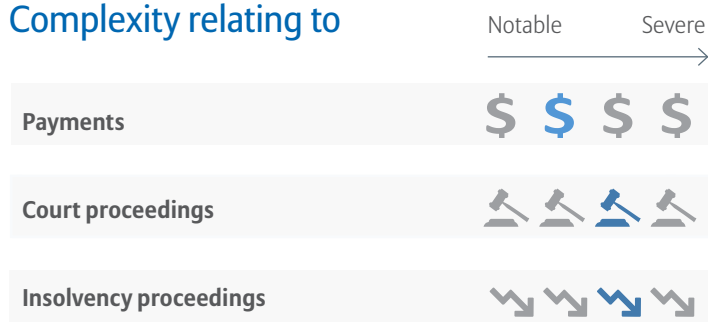 Complexity relating to
Notable Severe
Payments
$ $ $ $
Court proceedings
Insolvency proceedings